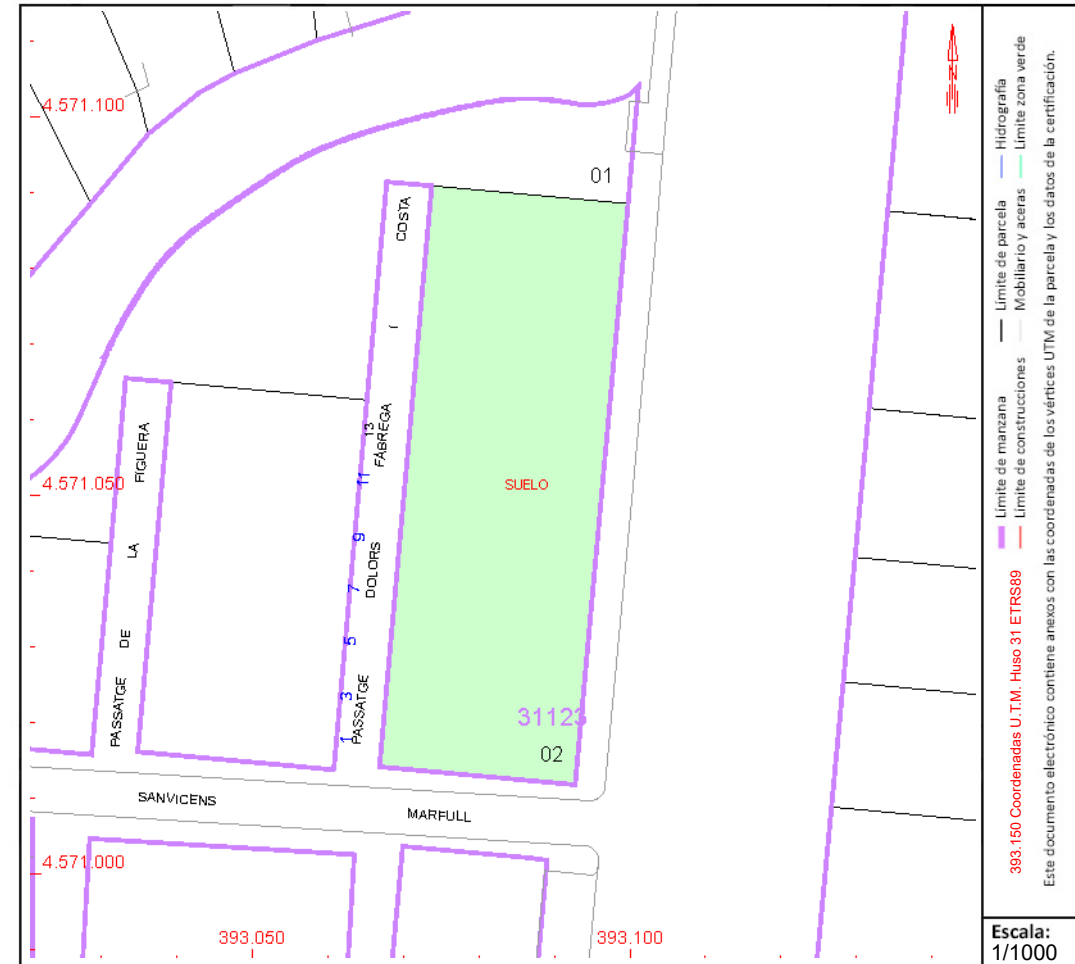 4.571.100
01
COSTA
I
FÀBREGA
DOLORS
PASSATGE
13
11
9
7
5
3
1
FIGUERA
LA
DE
PASSATGE
4.571.050
SUELO
31123
02
SANVICENS
MARFULL
4.571.000
393.050
393.100
N
Límite de manzana
Límite de parcela
Hidrografía
Límite de construcciones
Mobiliario y aceras
Límite zona verde
393.150 Coordenadas U.T.M. Huso 31 ETRS89
Este documento electrónico contiene anexos con las coordenadas de los vértices UTM de la parcela y los datos de la certificación.
Escala:
1/1000